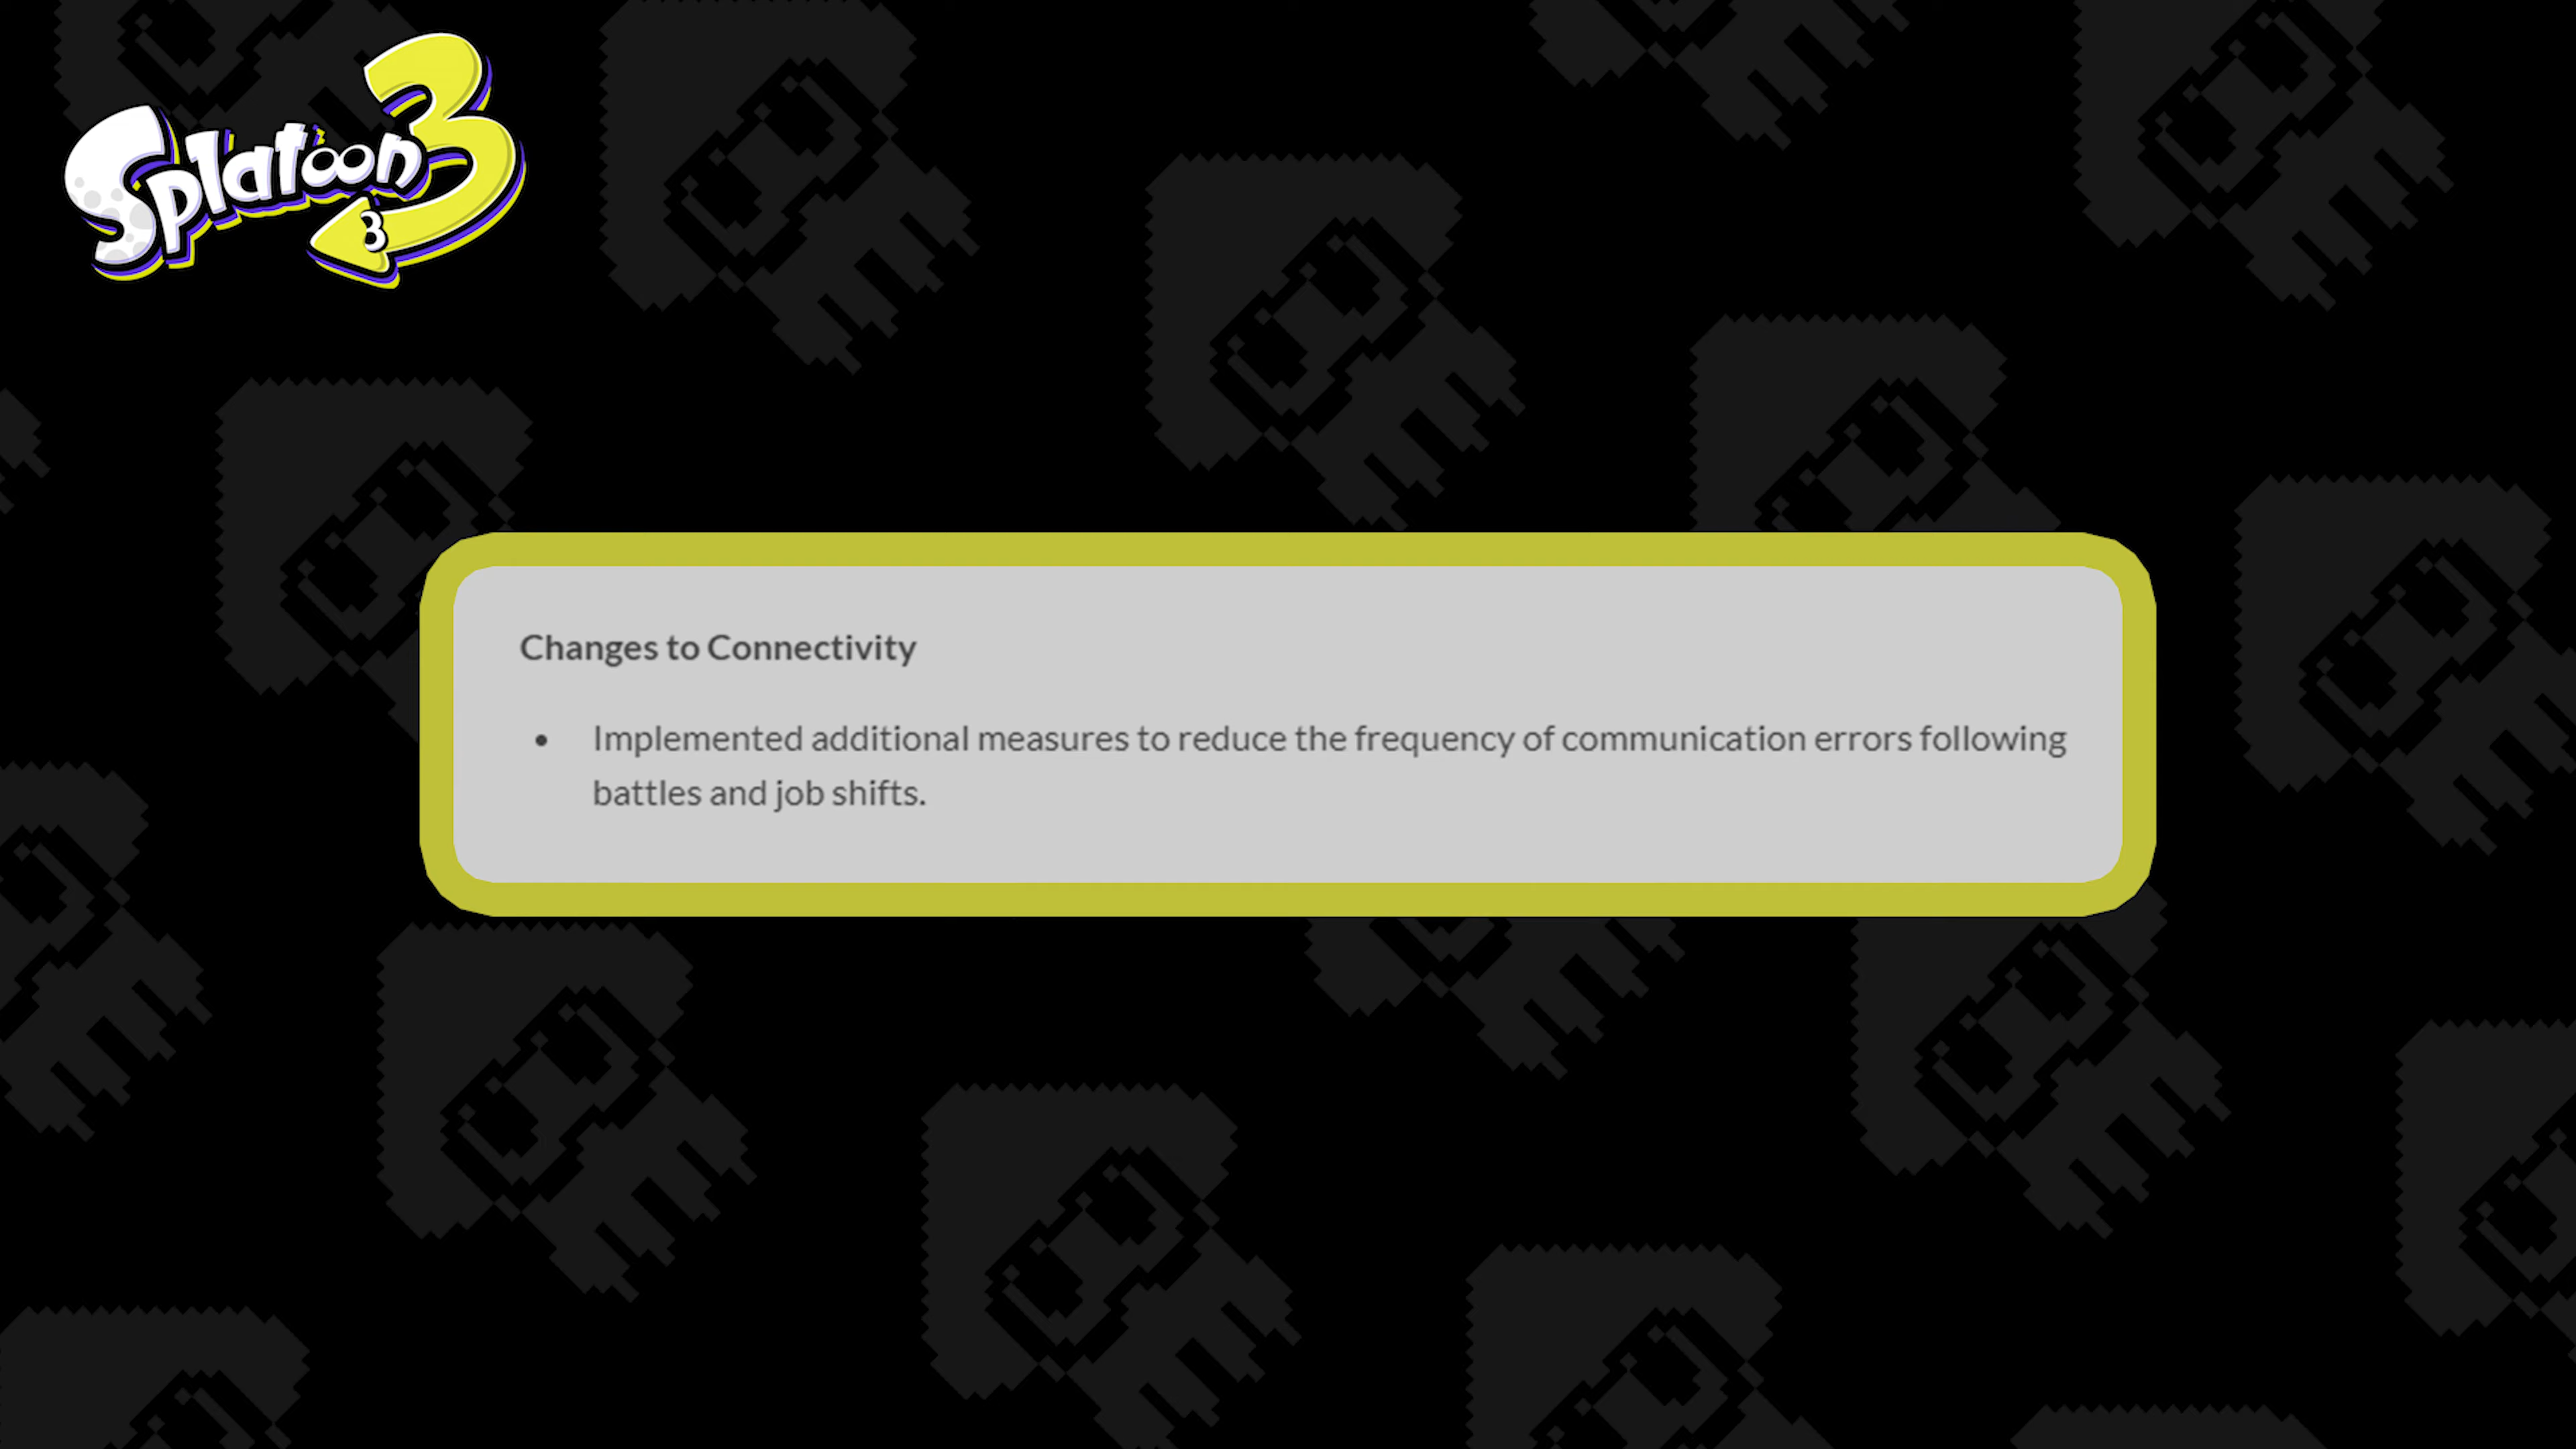 Splatoon 3
3
Changes to Connectivity
• Implemented additional measures to reduce the frequency of communication errors following
battles and job shifts.